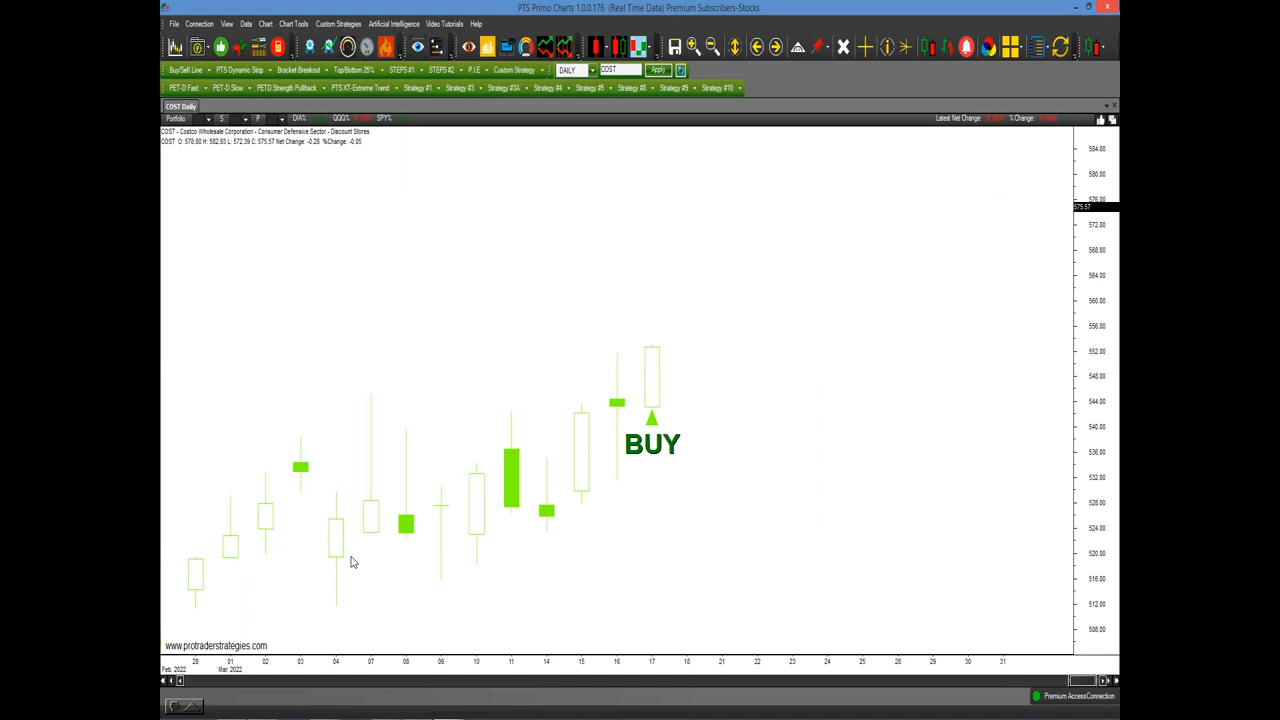 PTS Primo Charts 1.0.0.176 (Real Time Data) Premium Subscribers-Stocks
File Connection View Data Chart Chart Tools Custom Strategies Artificial Intelligence Video Tutorials Help
Buy/Sell Line PTS Dynamic Stop Bracket Breakout Top/Bottom 25% STEPS #1 STEPS #2 P.I.E Custom Strategy DAILY COST Apply
PET-D Fast PET-D Slow PETD Strength Pullback PTS XT-Extreme Trend Strategy #1 Strategy #3 Strategy #3A Strategy #4 Strategy #5 Strategy #8 Strategy #9 Strategy #10
COST Daily
Portfolio S P DIA% QQQ% SPY% Latest Net Change: % Change:
COST - Costco Wholesale Corporation - Consumer Defensive Sector - Discount Stores
COST O: 578.80 H: 582.93 L: 572.39 C: 575.57 Net Change: -0.28 %Change: -0.05
584.00
580.00
576.00
575.57
572.00
568.00
564.00
560.00
556.00
552.00
548.00
544.00
540.00
BUY
536.00
532.00
528.00
524.00
520.00
516.00
512.00
508.00
www.protraderstrategies.com
28 01 02 03 04 07 08 09 10 11 14 15 16 17 18 21 22 23 24 25 28 29 30 31
Feb. 2022 Mar. 2022
Premium AccessConnection